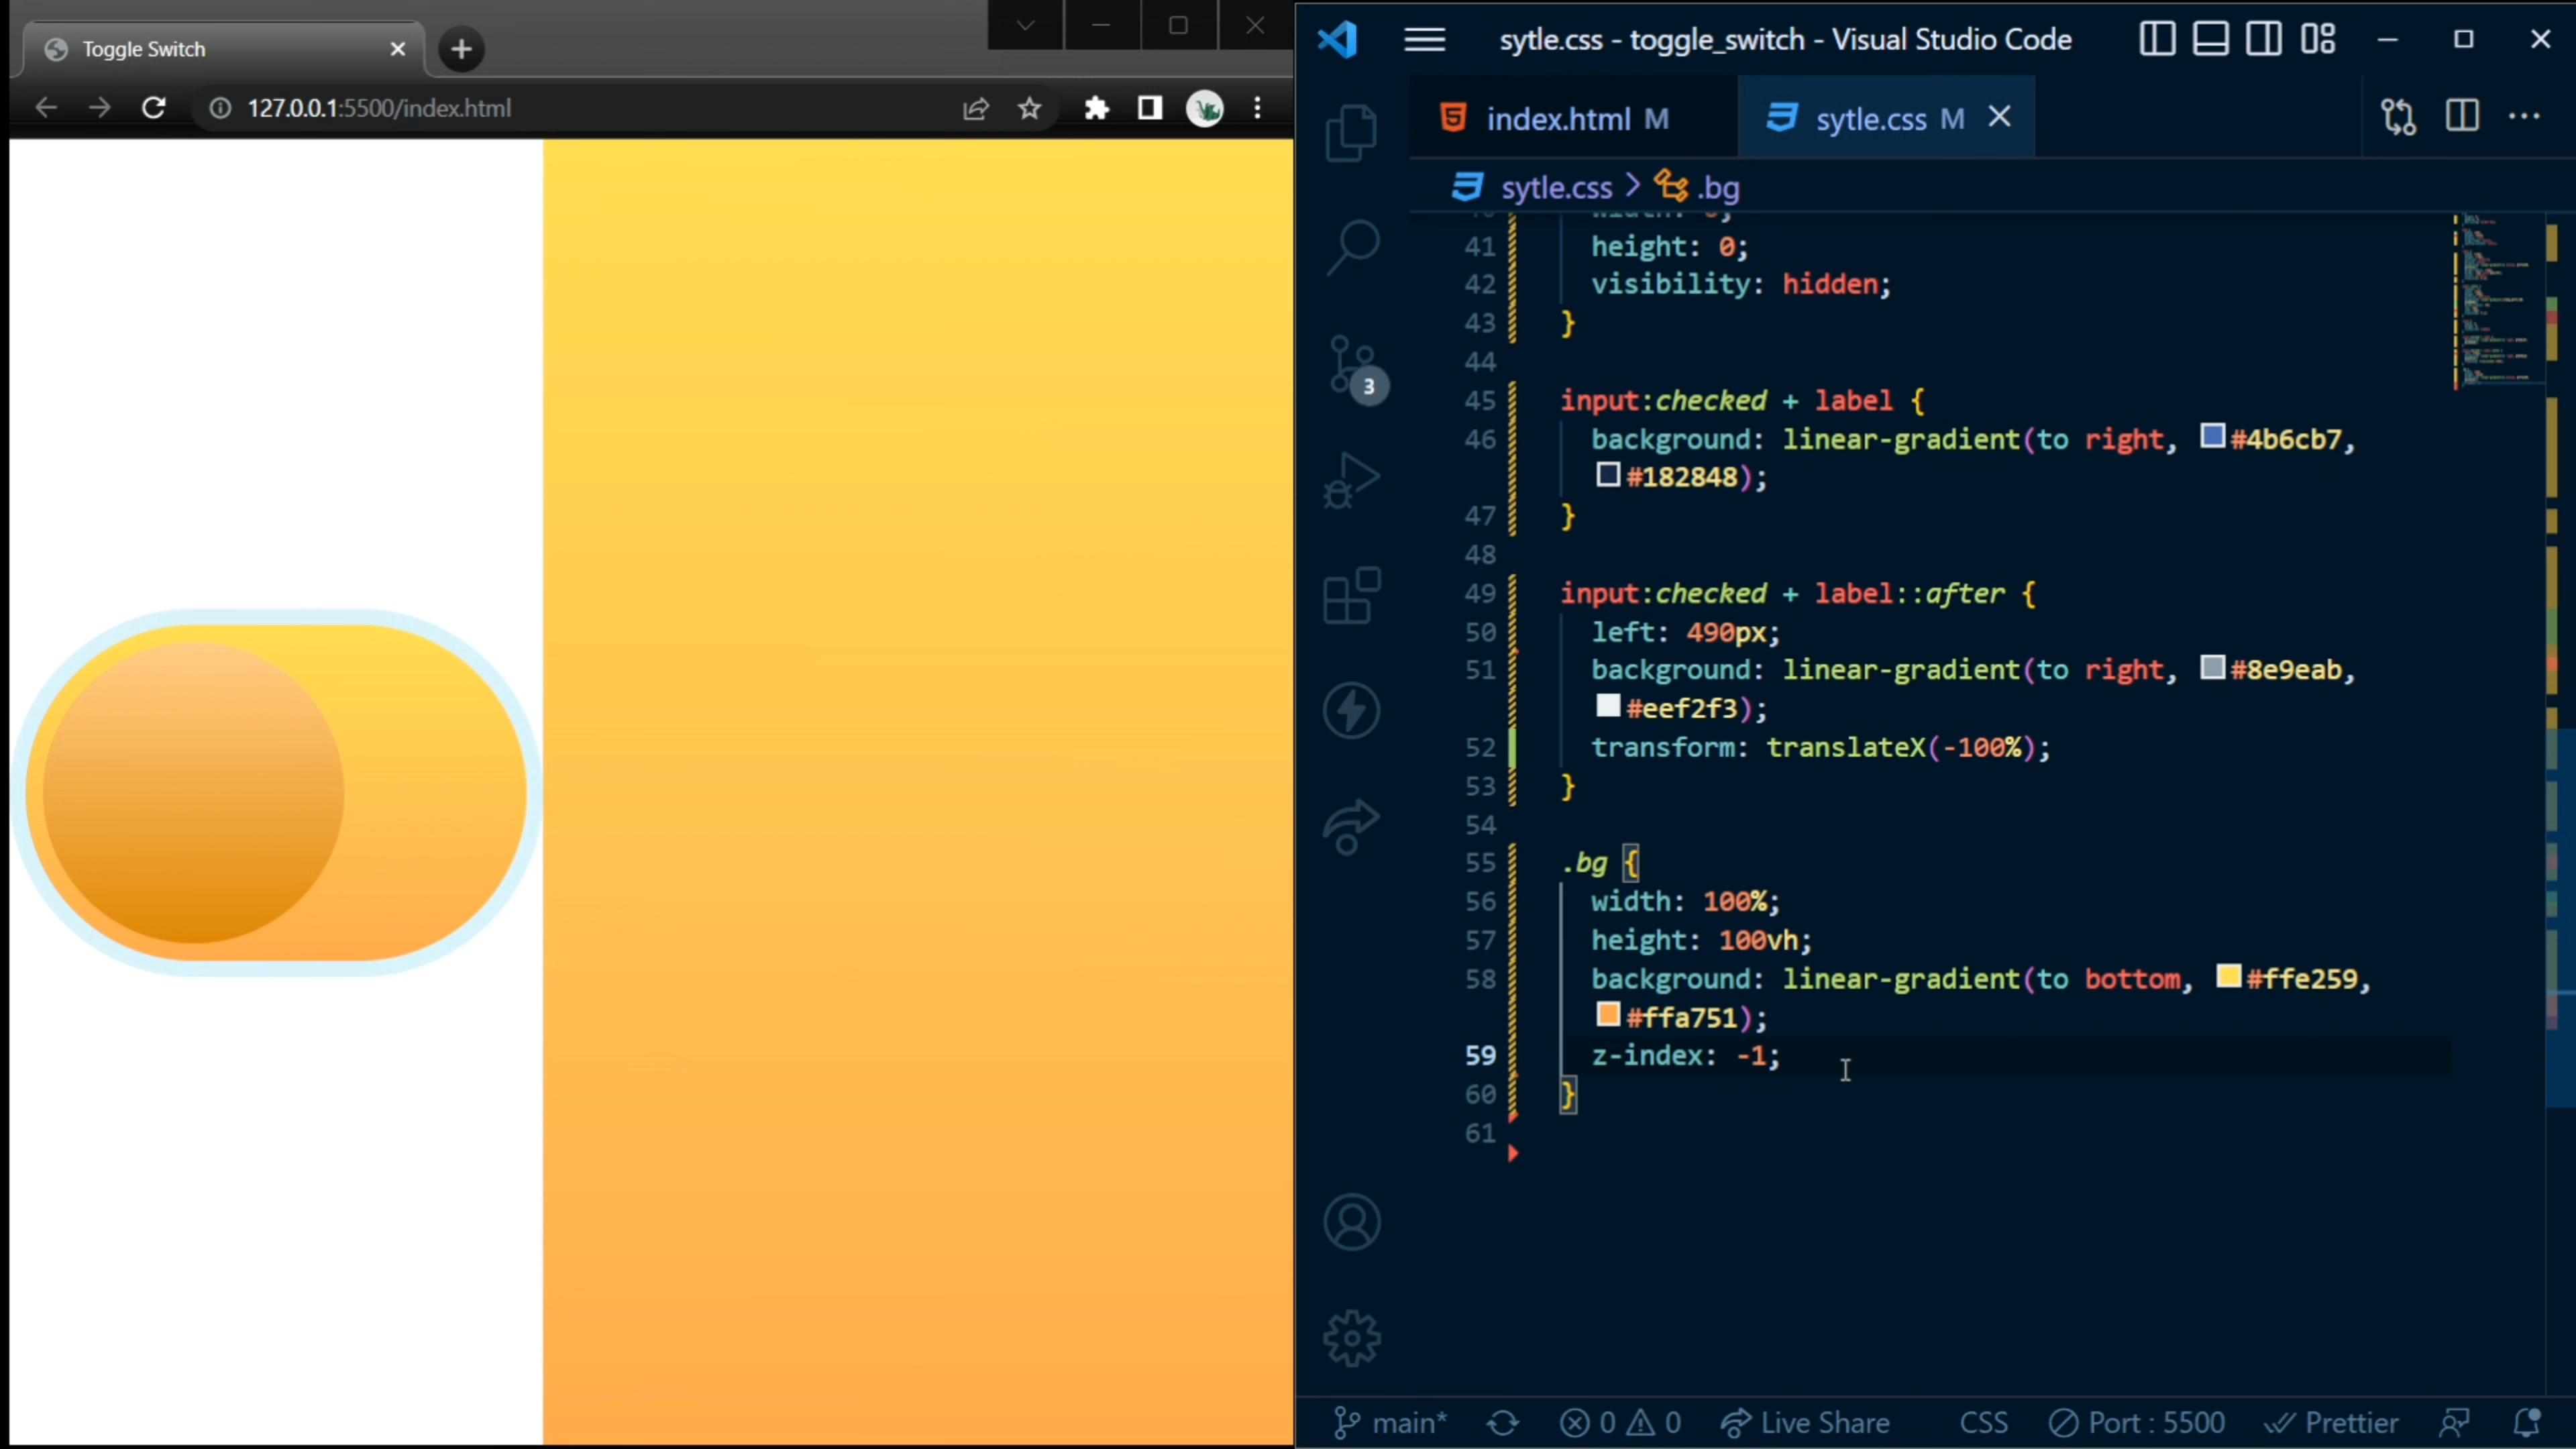 Toggle Switch
127.0.0.1:5500/index.html
sytle.css - toggle_switch - Visual Studio Code
index.html M
sytle.css M
sytle.css > .bg
41 height: 0;
42 visibility: hidden;
43 }
44
45 input:checked + label {
46 background: linear-gradient(to right, #4b6cb7,
#182848);
47 }
48
49 input:checked + label::after {
50 left: 490px;
51 background: linear-gradient(to right, #8e9eab,
#eef2f3);
52 transform: translateX(-100%);
53 }
54
55 .bg {
56 width: 100%;
57 height: 100vh;
58 background: linear-gradient(to bottom, #ffe259,
#ffa751);
59 z-index: -1;
60 }
61
3
main* 0 0 Live Share CSS Port : 5500 Prettier